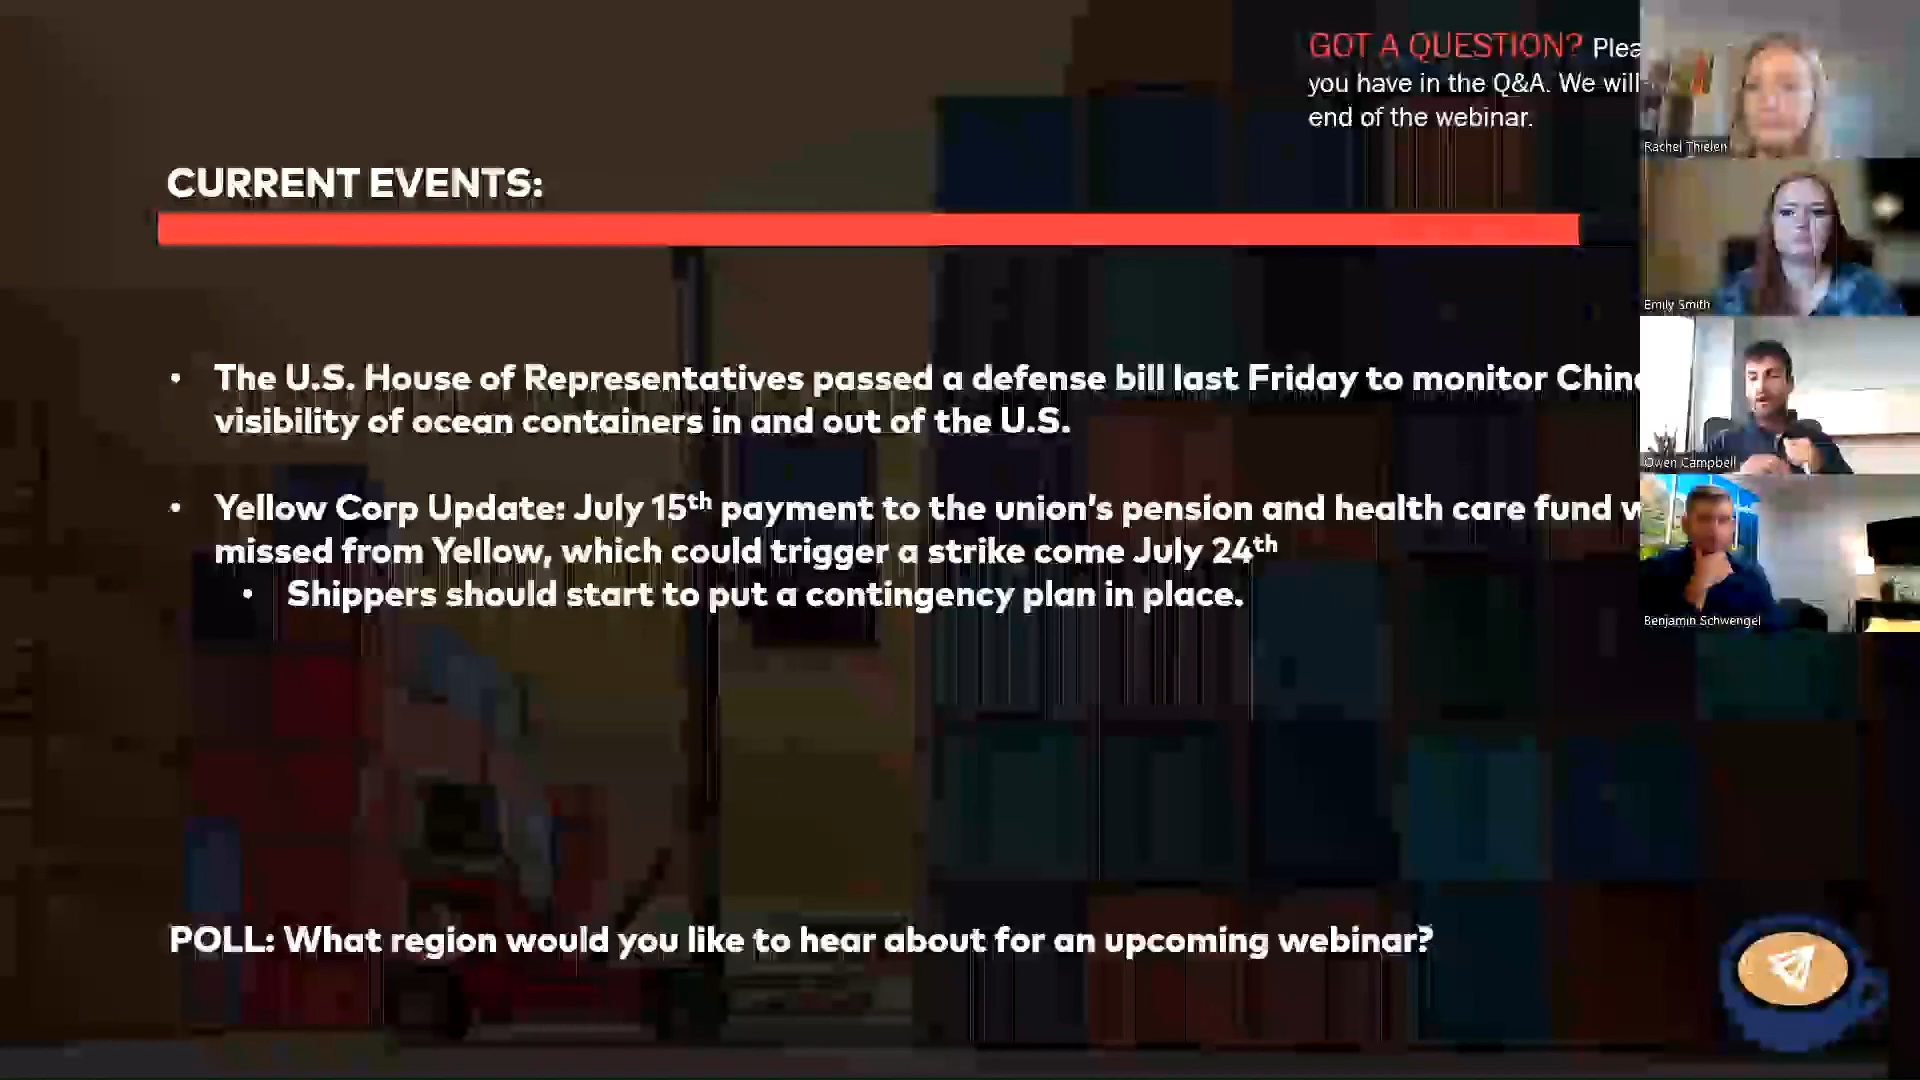 GOT A QUESTION? Plea
you have in the Q&A. We will
end of the webinar.
Rachel Thielen
CURRENT EVENTS:
Emily Smith
• The U.S. House of Representatives passed a defense bill last Friday to monitor Chin
visibility of ocean containers in and out of the U.S.
Owen Campbell
• Yellow Corp Update: July 15th payment to the union's pension and health care fund w
missed from Yellow, which could trigger a strike come July 24th
• Shippers should start to put a contingency plan in place.
Benjamin Schwengel
POLL: What region would you like to hear about for an upcoming webinar?